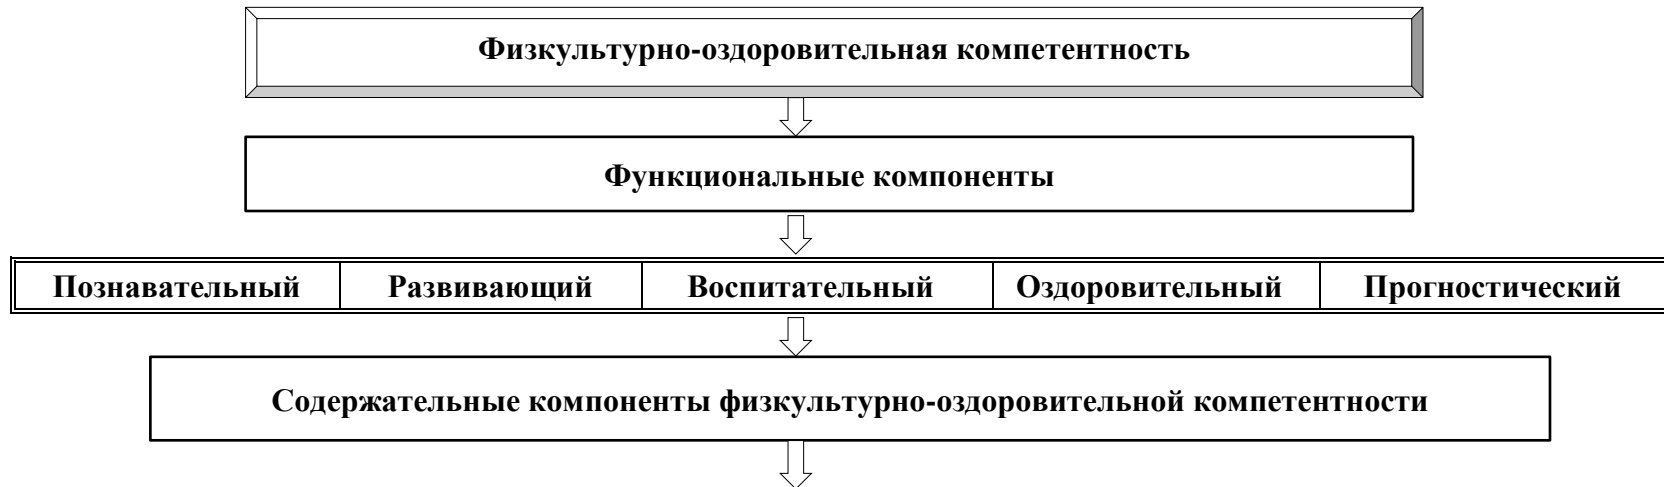 Физкультурно-оздоровительная компетентность
Функциональные компоненты
Познавательный Развивающий Воспитательный Оздоровительный Прогностический
Содержательные компоненты физкультурно-оздоровительной компетентности